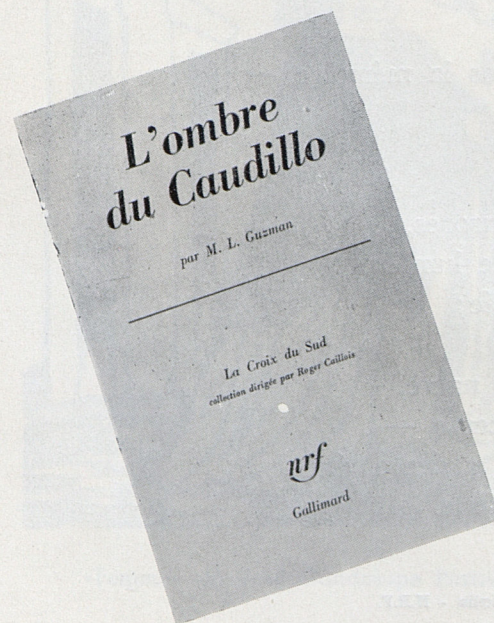 L'ombre
du Caudillo
par M. L. Guzman
La Croix du Sud
collection dirigée par Roger Caillois
nrf
Gallimard